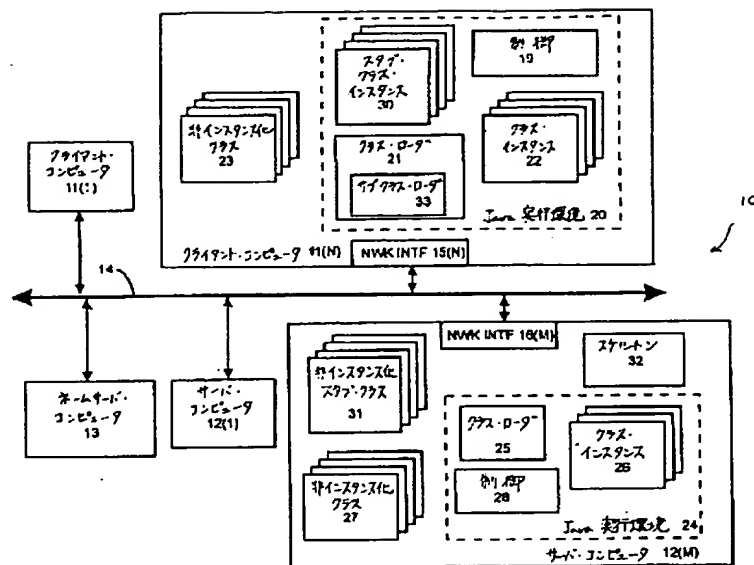 スタブ・
クラス・
インスタンス
30
制御
19
非インスタンス化
クラス
23
クラス・ローダ
21
サブクラス・ローダ
33
クラス・
インスタンス
22
Java 実行環境 20
クライアント・コンピュータ 11(N)
NWK INTF 15(N)
クライアント・
コンピュータ
11(1)
10
14
ネームサーバ・
コンピュータ
13
サーバ・
コンピュータ
12(1)
NWK INTF 16(M)
非インスタンス化
スタブ・クラス
31
スケルトン
32
クラス・ローダ
25
クラス・
インスタンス
26
制御
28
非インスタンス化
クラス
27
Java 実行環境 24
サーバ・コンピュータ 12(M)